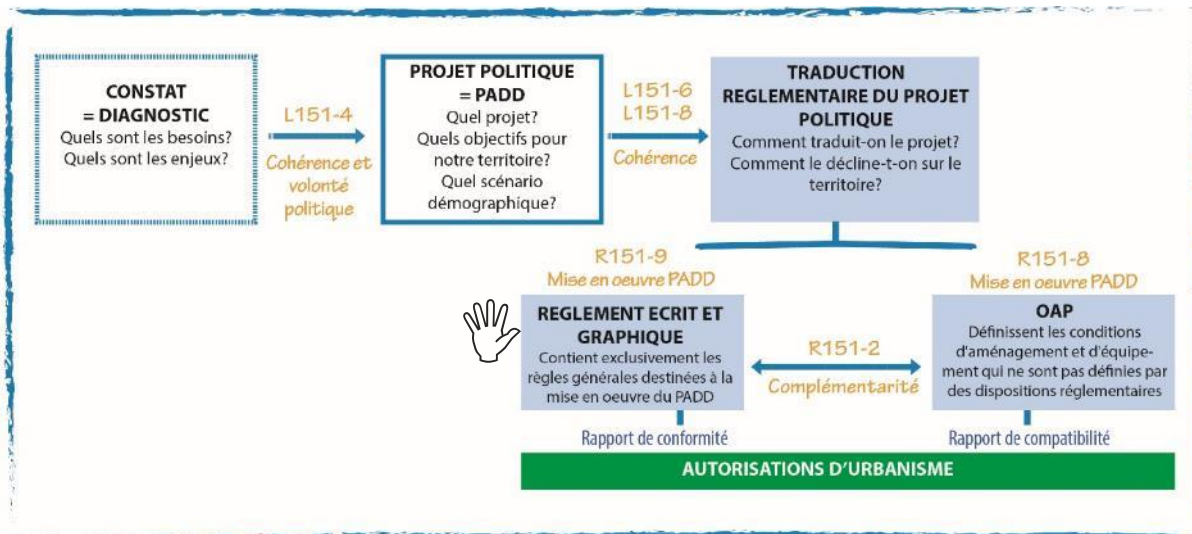 CONSTAT
= DIAGNOSTIC
Quels sont les besoins?
Quels sont les enjeux?
L151-4
Cohérence et
volonté
politique
PROJET POLITIQUE
= PADD
Quel projet?
Quels objectifs pour
notre territoire?
Quel scénario
démographique?
L151-6
L151-8
Cohérence
TRADUCTION
REGLEMENTAIRE DU PROJET
POLITIQUE
Comment traduit-on le projet?
Comment le décline-t-on sur le
territoire?
R151-9
Mise en oeuvre PADD
REGLEMENT ECRIT ET
GRAPHIQUE
Contient exclusivement les
règles générales destinées à la
mise en oeuvre du PADD
R151-2
Complémentarité
R151-8
Mise en oeuvre PADD
OAP
Définissent les conditions
d'aménagement et d'équipe-
ment qui ne sont pas définies par
des dispositions réglementaires
Rapport de conformité
Rapport de compatibilité
AUTORISATIONS D'URBANISME